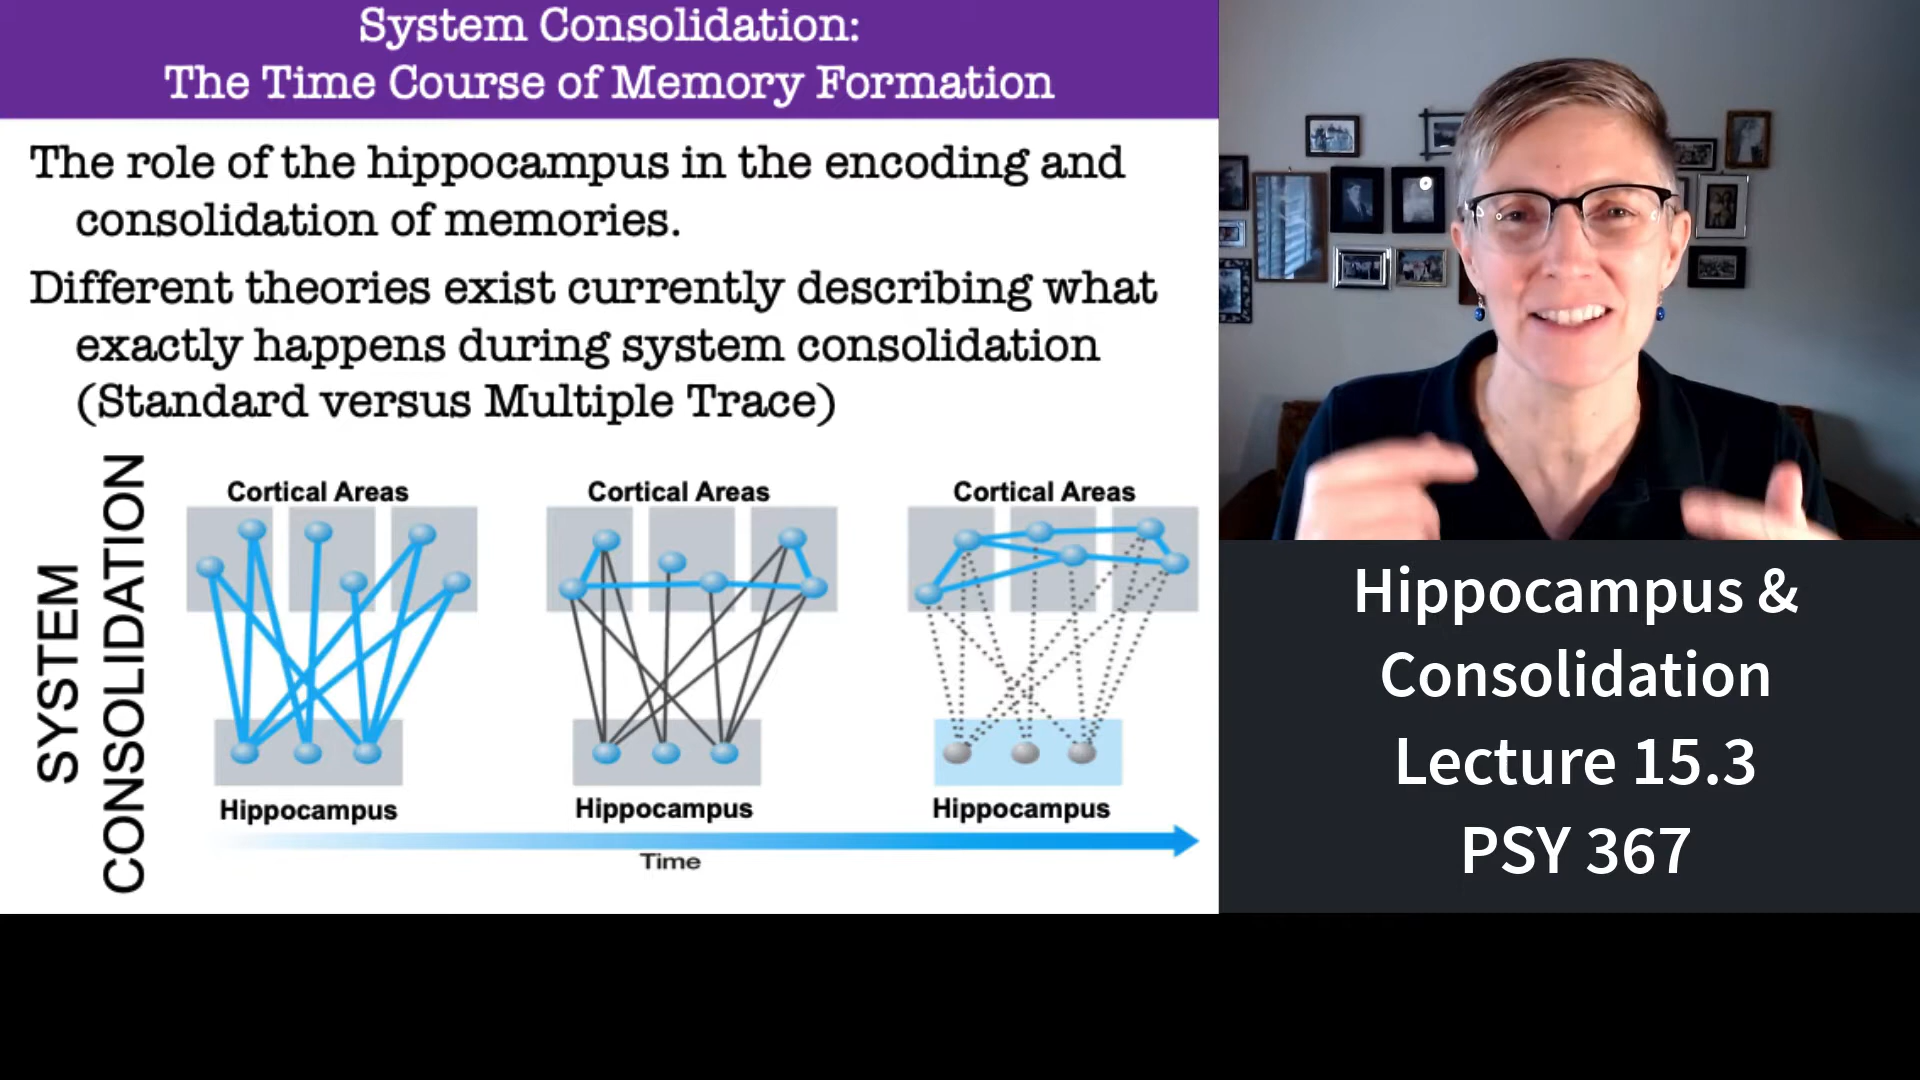 System Consolidation:
The Time Course of Memory Formation
The role of the hippocampus in the encoding and
consolidation of memories.
Different theories exist currently describing what
exactly happens during system consolidation
(Standard versus Multiple Trace)
SYSTEM
CONSOLIDATION
Cortical Areas
Cortical Areas
Cortical Areas
Hippocampus
Hippocampus
Hippocampus
Time
Hippocampus &
Consolidation
Lecture 15.3
PSY 367